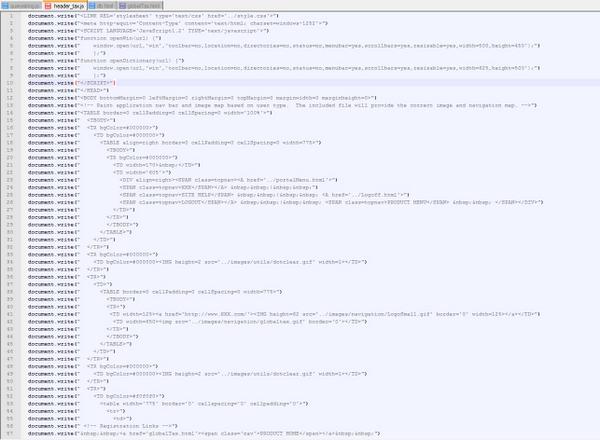 header_tax.js db.html globalTax.html
1 document.write("<LINK REL='stylesheet' type='text/css' href='../style.css'>")
2 document.write("<meta http-equiv='Content-Type' content='text/html; charset=windows-1252'>")
3 document.write("<SCRIPT LANGUAGE='JavaScript1.2' TYPE='text/javascript'>")
4 document.write("function openWin(url) {")
5 document.write(" window.open(url,'win','toolbar=no,location=no,directories=no,status=no,menubar=yes,scrollbars=yes,resizable=yes,width=500,height=450');")
6 document.write(" };")
7 document.write("function openDictionary(url) {")
8 document.write(" window.open(url,'win','toolbar=no,location=no,directories=no,status=no,menubar=yes,scrollbars=yes,resizable=yes,width=625,height=500');")
9 document.write(" };")
10 document.write("</SCRIPT>")
11 document.write("</HEAD>")
12 document.write("<BODY bottomMargin=0 leftMargin=0 rightMargin=0 topMargin=0 marginwidth=0 marginheight=0>")
13 document.write("<!-- Paint application nav bar and image map based on user type. The included file will provide the correct image and navigation map. -->")
14 document.write("<TABLE border=0 cellPadding=0 cellSpacing=0 width='100%'>")
15 document.write(" <TBODY>")
16 document.write(" <TR bgColor=#000000>")
17 document.write(" <TD bgColor=#000000>")
18 document.write(" <TABLE align=right border=0 cellPadding=0 cellSpacing=0 width=775>")
19 document.write(" <TBODY>")
20 document.write(" <TR bgColor=#000000>")
21 document.write(" <TD width=170>&nbsp;</TD>")
22 document.write(" <TD width='605'>")
23 document.write(" <DIV align=right><SPAN class=topnav><A href='../portalMenu.html'>")
24 document.write(" <SPAN class=topnav>XXX</SPAN></A> &nbsp;&nbsp;|&nbsp;&nbsp;")
25 document.write(" <SPAN class=topnav>SITE HELP</SPAN> &nbsp;&nbsp;|&nbsp;&nbsp; <A href='../logoff.html'>")
26 document.write(" <SPAN class=topnav>LOGOUT</SPAN></A> &nbsp;&nbsp;|&nbsp;&nbsp; <SPAN class=topnav>PRODUCT MENU</SPAN> &nbsp; </SPAN></DIV>")
27 document.write(" </TD>")
28 document.write(" </TR>")
29 document.write(" </TBODY>")
30 document.write(" </TABLE>")
31 document.write(" </TD>")
32 document.write(" </TR>")
33 document.write(" <TR bgColor=#000000>")
34 document.write(" <TD bgColor=#000000><IMG height=2 src='../images/utils/dotclear.gif' width=1></TD>")
35 document.write(" </TR>")
36 document.write(" <TR>")
37 document.write(" <TD>")
38 document.write(" <TABLE border=0 cellPadding=0 cellSpacing=0 width=775>")
39 document.write(" <TBODY>")
40 document.write(" <TR>")
41 document.write(" <TD width=125><a href='http://www.XXX.com/'><IMG height=62 src='../images/navigation/LogoSmall.gif' border='0' width=125></a></TD>")
42 document.write(" <TD width=650><img src='../images/navigation/globaltax.gif' border='0'></TD>")
43 document.write(" </TR>")
44 document.write(" </TBODY>")
45 document.write(" </TABLE>")
46 document.write(" </TD>")
47 document.write(" </TR>")
48 document.write(" <TR bgColor=#000000>")
49 document.write(" <TD bgColor=#000000><IMG height=2 src='../images/utils/dotclear.gif' width=1></TD>")
50 document.write(" </TR>")
51 document.write(" <TR>")
52 document.write(" <TD bgColor=#f0f0f0>")
53 document.write(" <table width='775' border='0' cellspacing='0' cellpadding='0'>")
54 document.write(" <tr>")
55 document.write(" <td>")
56 document.write(" <!-- Registration Links -->")
57 document.write("&nbsp;&nbsp;<a href='globalTax.html'><span class='nav'>PRODUCT HOME</span></a>&nbsp;&nbsp;")